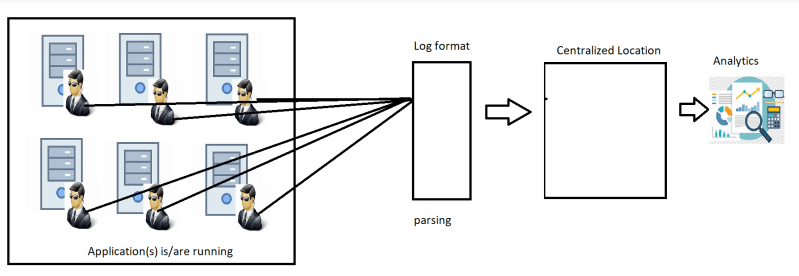 Log format
Centralized Location
Analytics
parsing
Application(s) is/are running